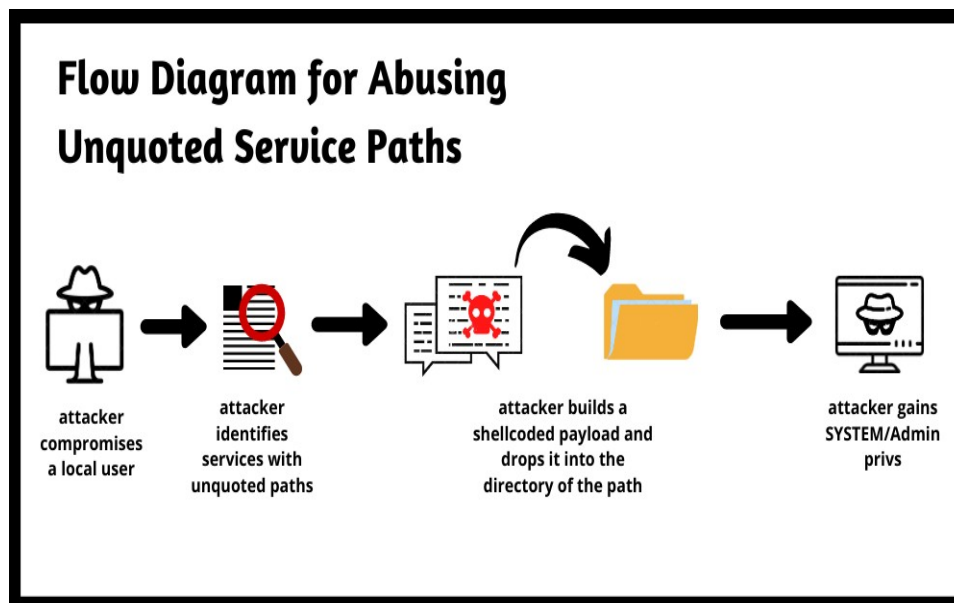 Flow Diagram for Abusing
Unquoted Service Paths
attacker
compromises
a local user
attacker
identifies
services with
unquoted paths
attacker builds a
shellcoded payload and
drops it into the
directory of the path
attacker gains
SYSTEM/Admin
privs